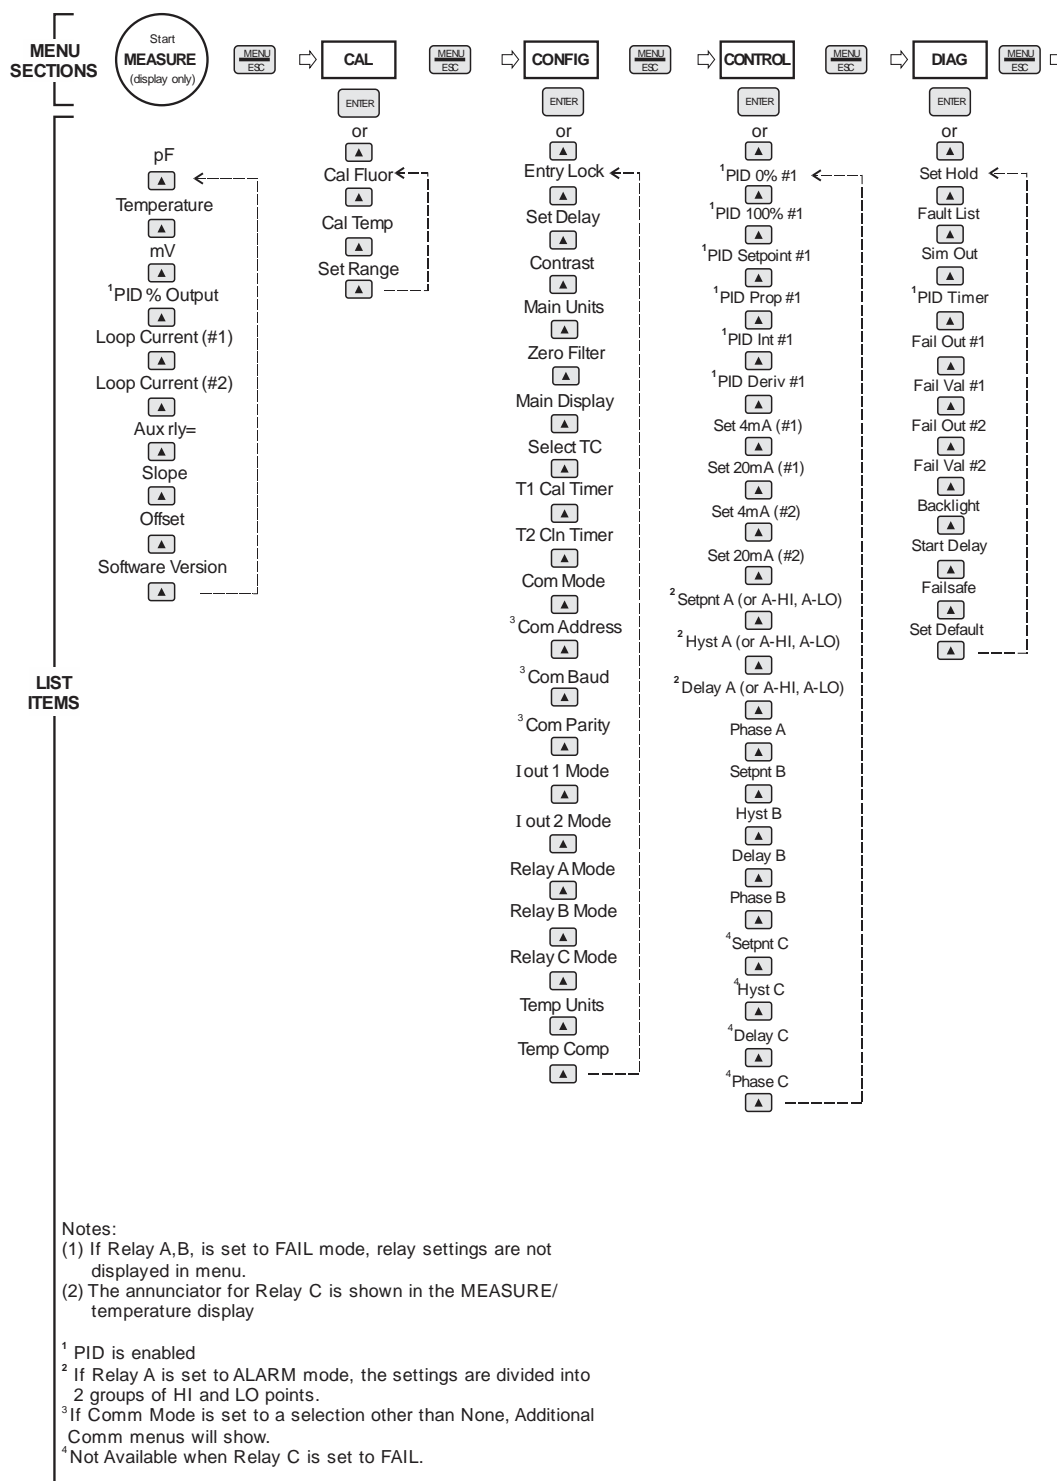 MENU
SECTIONS
Start
MEASURE
(display only)
MENU
ESC
CAL
MENU
ESC
CONFIG
MENU
ESC
CONTROL
MENU
ESC
DIAG
MENU
ESC
LIST
ITEMS
pF
Temperature
mV
¹PID % Output
Loop Current (#1)
Loop Current (#2)
Aux rly=
Slope
Offset
Software Version
ENTER
or
Cal Fluor
Cal Temp
Set Range
ENTER
or
Entry Lock
Set Delay
Contrast
Main Units
Zero Filter
Main Display
Select TC
T1 Cal Timer
T2 Cln Timer
Com Mode
³Com Address
³Com Baud
³Com Parity
I out 1 Mode
I out 2 Mode
Relay A Mode
Relay B Mode
Relay C Mode
Temp Units
Temp Comp
ENTER
or
¹PID 0% #1
¹PID 100% #1
¹PID Setpoint #1
¹PID Prop #1
¹PID Int #1
¹PID Deriv #1
Set 4mA (#1)
Set 20mA (#1)
Set 4mA (#2)
Set 20mA (#2)
²Setpnt A (or A-HI, A-LO)
²Hyst A (or A-HI, A-LO)
²Delay A (or A-HI, A-LO)
Phase A
Setpnt B
Hyst B
Delay B
Phase B
⁴Setpnt C
⁴Hyst C
⁴Delay C
⁴Phase C
ENTER
or
Set Hold
Fault List
Sim Out
¹PID Timer
Fail Out #1
Fail Val #1
Fail Out #2
Fail Val #2
Backlight
Start Delay
Failsafe
Set Default
Notes:
(1) If Relay A,B, is set to FAIL mode, relay settings are not
displayed in menu.
(2) The annunciator for Relay C is shown in the MEASURE/
temperature display
¹ PID is enabled
² If Relay A is set to ALARM mode, the settings are divided into
2 groups of HI and LO points.
³ If Comm Mode is set to a selection other than None, Additional
Comm menus will show.
⁴ Not Available when Relay C is set to FAIL.